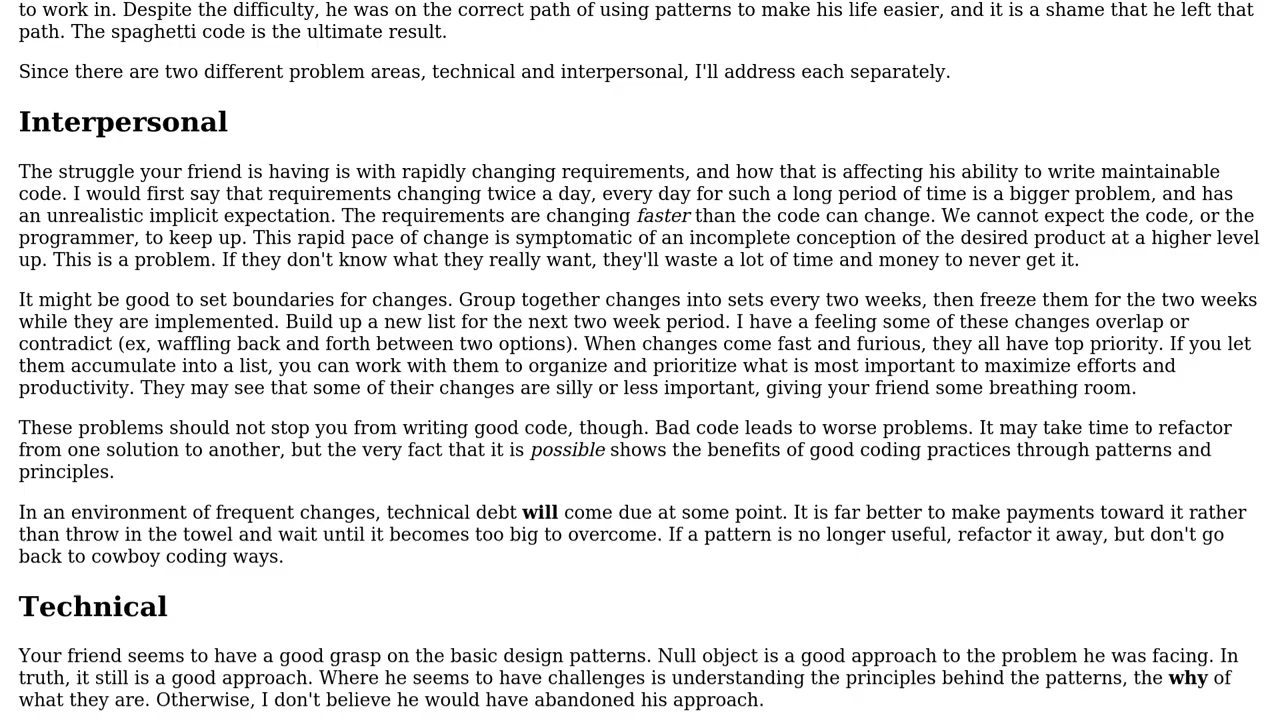 to work in. Despite the difficulty, he was on the correct path of using patterns to make his life easier, and it is a shame that he left that
path. The spaghetti code is the ultimate result.
Since there are two different problem areas, technical and interpersonal, I'll address each separately.
Interpersonal
The struggle your friend is having is with rapidly changing requirements, and how that is affecting his ability to write maintainable
code. I would first say that requirements changing twice a day, every day for such a long period of time is a bigger problem, and has
an unrealistic implicit expectation. The requirements are changing faster than the code can change. We cannot expect the code, or the
programmer, to keep up. This rapid pace of change is symptomatic of an incomplete conception of the desired product at a higher level
up. This is a problem. If they don't know what they really want, they'll waste a lot of time and money to never get it.
It might be good to set boundaries for changes. Group together changes into sets every two weeks, then freeze them for the two weeks
while they are implemented. Build up a new list for the next two week period. I have a feeling some of these changes overlap or
contradict (ex, waffling back and forth between two options). When changes come fast and furious, they all have top priority. If you let
them accumulate into a list, you can work with them to organize and prioritize what is most important to maximize efforts and
productivity. They may see that some of their changes are silly or less important, giving your friend some breathing room.
These problems should not stop you from writing good code, though. Bad code leads to worse problems. It may take time to refactor
from one solution to another, but the very fact that it is possible shows the benefits of good coding practices through patterns and
principles.
In an environment of frequent changes, technical debt will come due at some point. It is far better to make payments toward it rather
than throw in the towel and wait until it becomes too big to overcome. If a pattern is no longer useful, refactor it away, but don't go
back to cowboy coding ways.
Technical
Your friend seems to have a good grasp on the basic design patterns. Null object is a good approach to the problem he was facing. In
truth, it still is a good approach. Where he seems to have challenges is understanding the principles behind the patterns, the why of
what they are. Otherwise, I don't believe he would have abandoned his approach.